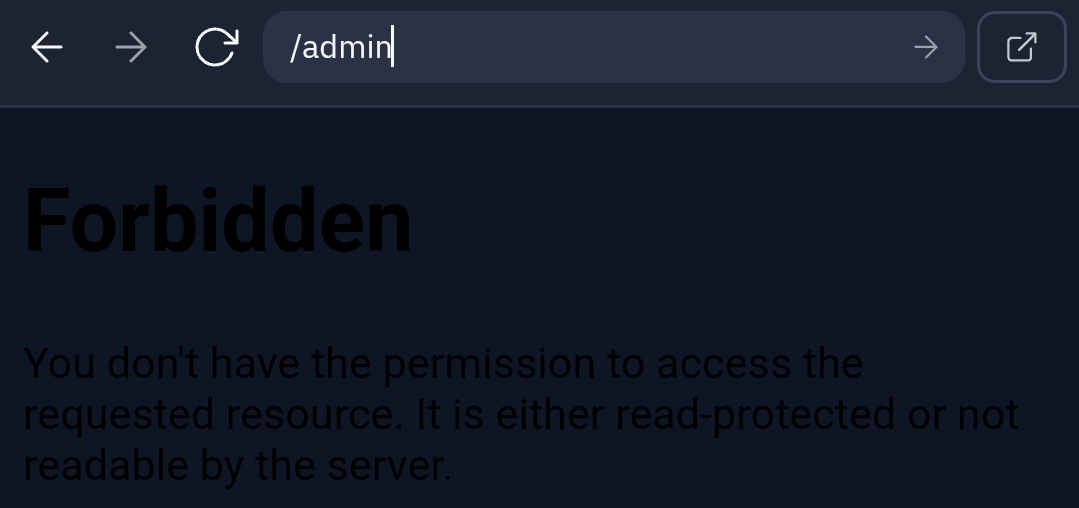 /admin
Forbidden
You don't have the permission to access the
requested resource. It is either read-protected or not
readable by the server.